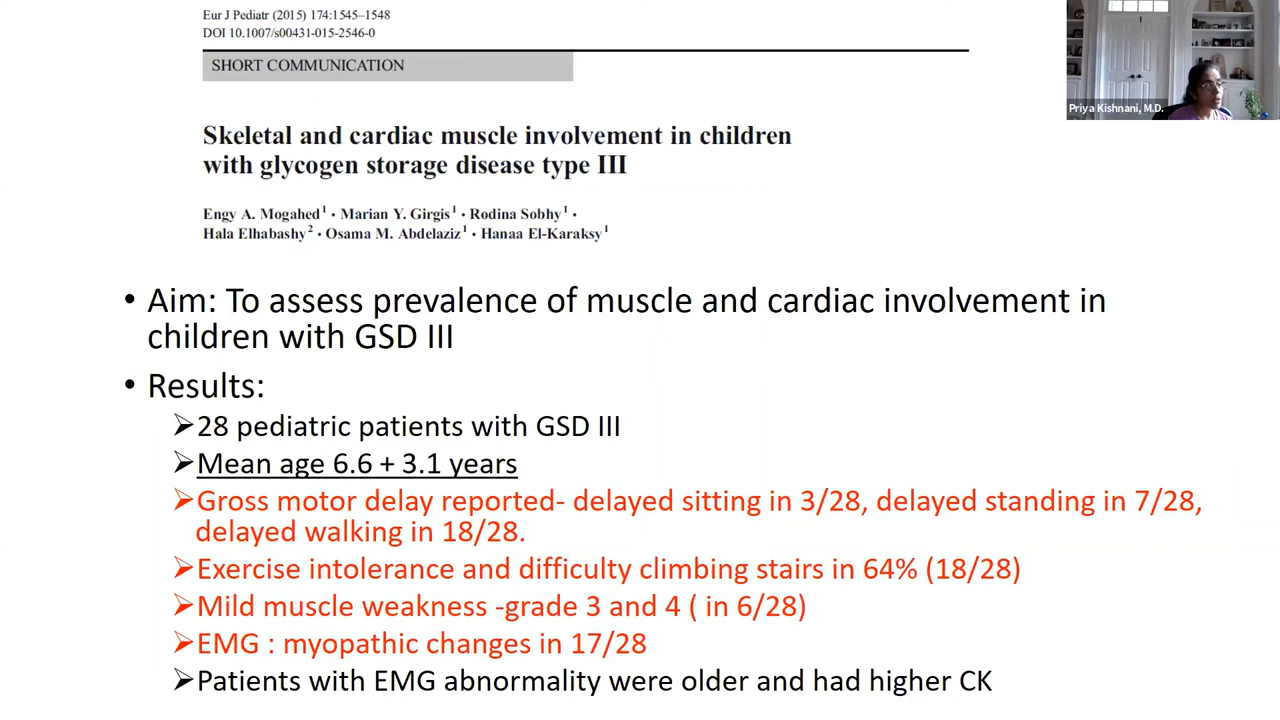 Eur J Pediatr (2015) 174:1545–1548
DOI 10.1007/s00431-015-2546-0
SHORT COMMUNICATION
Priya Kishnani, M.D.
Skeletal and cardiac muscle involvement in children
with glycogen storage disease type III
Engy A. Mogahed1 · Marian Y. Girgis1 · Rodina Sobhy1 ·
Hala Elhabashy2 · Osama M. Abdelaziz1 · Hanaa El-Karaksy1
• Aim: To assess prevalence of muscle and cardiac involvement in
children with GSD III
• Results:
➢28 pediatric patients with GSD III
➢Mean age 6.6 + 3.1 years
➢Gross motor delay reported- delayed sitting in 3/28, delayed standing in 7/28,
delayed walking in 18/28.
➢Exercise intolerance and difficulty climbing stairs in 64% (18/28)
➢Mild muscle weakness -grade 3 and 4 ( in 6/28)
➢EMG : myopathic changes in 17/28
➢Patients with EMG abnormality were older and had higher CK